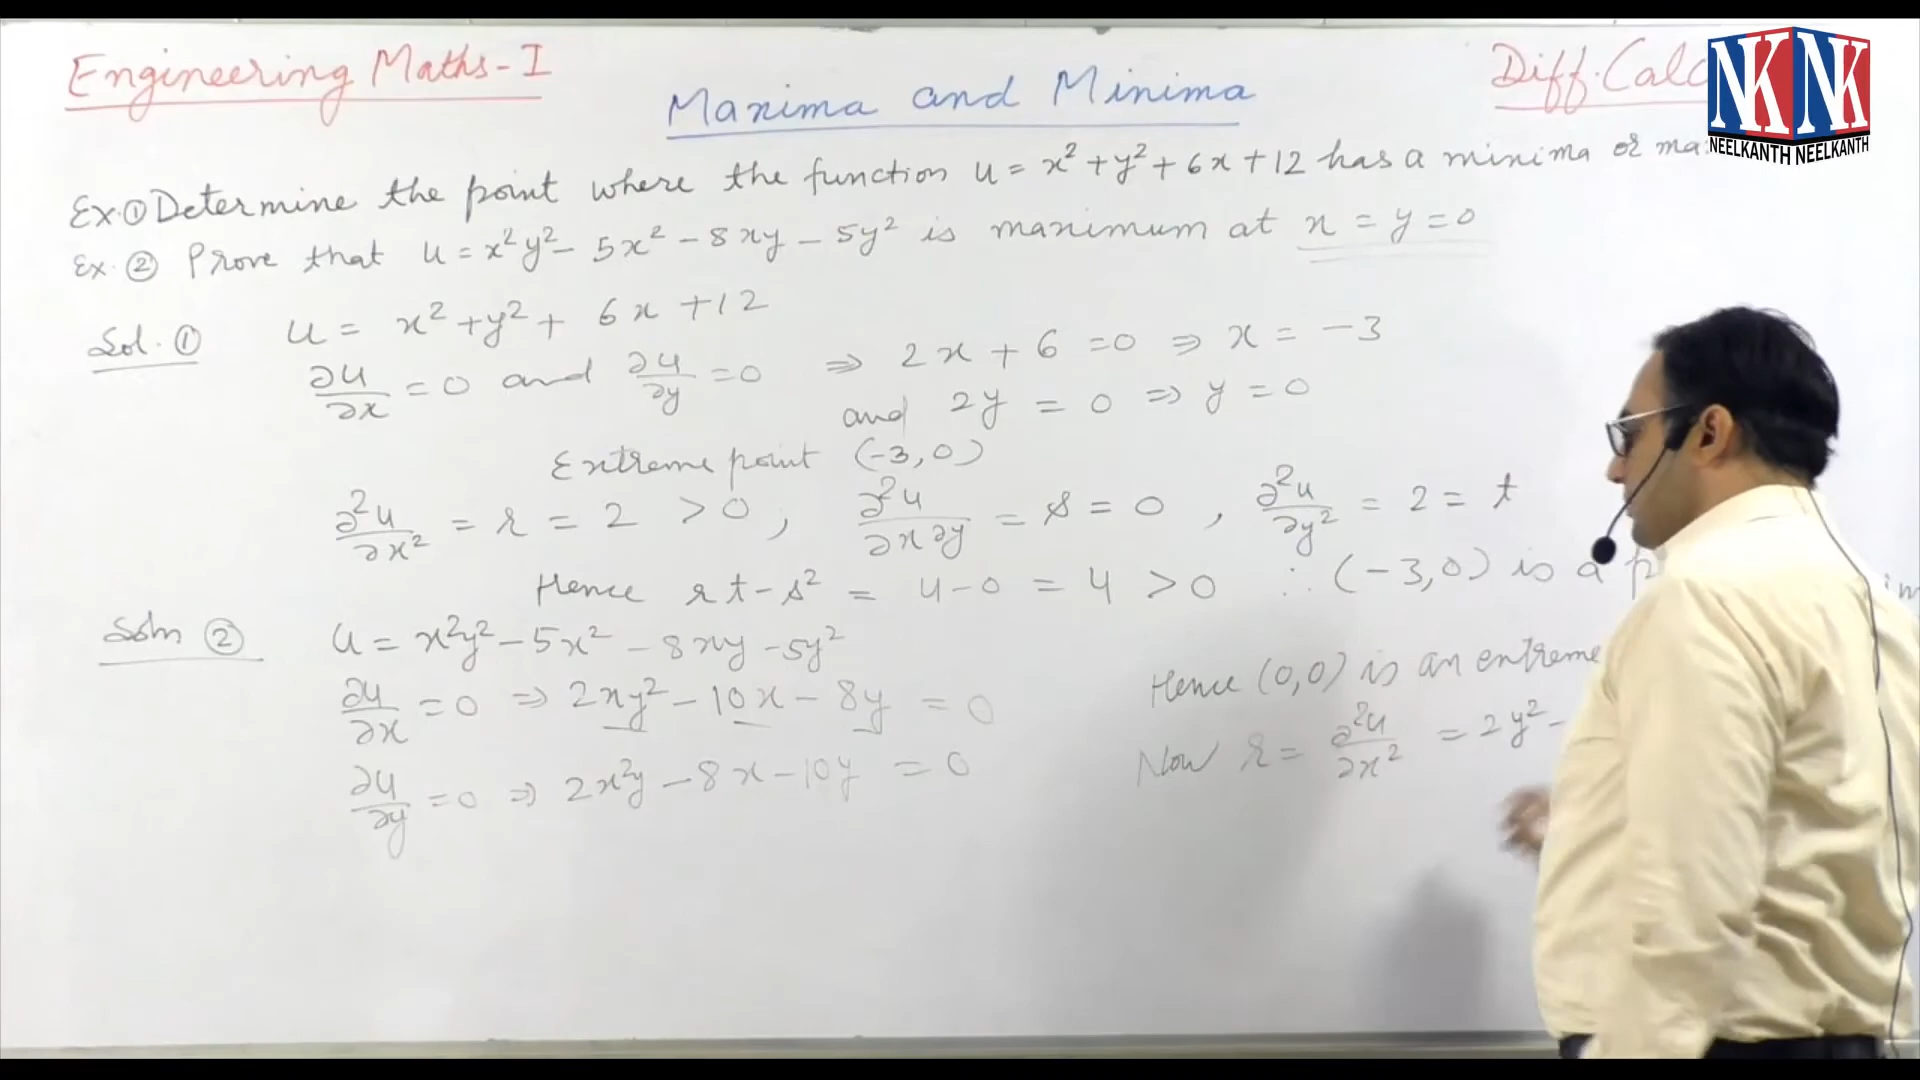 Engineering Maths-I
Maxima and Minima
Diff. Calc
NK NK
NEELKANTH NEELKANTH
Ex.① Determine the point where the function u = x² + y² + 6x + 12 has a minima or ma
Ex.② Prove that u = x²y² - 5x² - 8xy - 5y² is maximum at x = y = 0
Sol.① u = x² + y² + 6x + 12
∂u/∂x = 0 and ∂u/∂y = 0 ⇒ 2x + 6 = 0 ⇒ x = -3
and 2y = 0 ⇒ y = 0
Extreme point (-3,0)
∂²u/∂x² = r = 2 > 0, ∂²u/∂x∂y = s = 0, ∂²u/∂y² = 2 = t
Hence rt - s² = 4 - 0 = 4 > 0 ∴ (-3,0) is a p
Soln ② u = x²y² - 5x² - 8xy - 5y²
∂u/∂x = 0 ⇒ 2xy² - 10x - 8y = 0
∂u/∂y = 0 ⇒ 2x²y - 8x - 10y = 0
Hence (0,0) is an extreme
Now r = ∂²u/∂x² = 2y² -